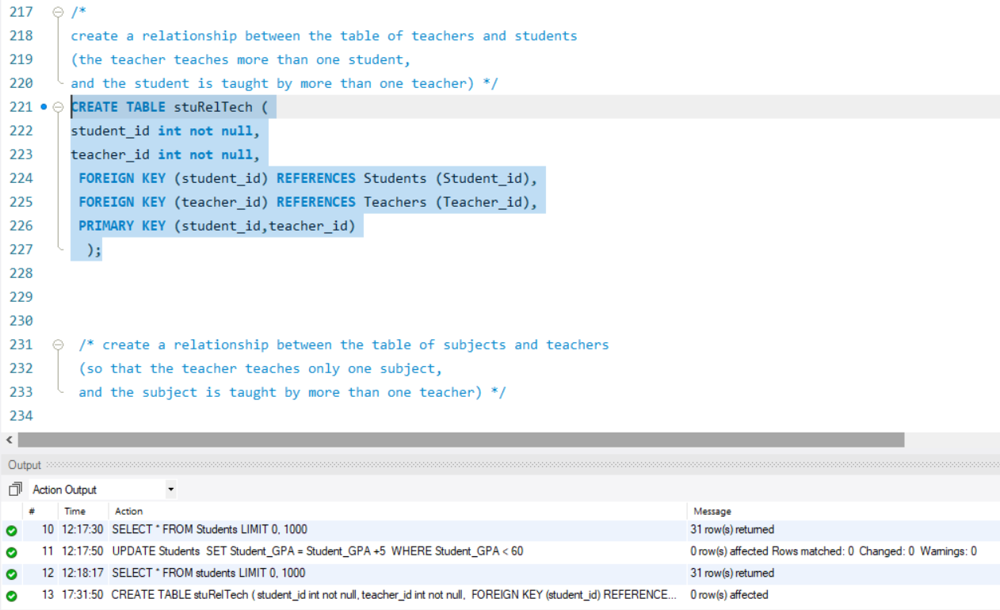 217 /*
218 create a relationship between the table of teachers and students
219 (the teacher teaches more than one student,
220 and the student is taught by more than one teacher) */
221 CREATE TABLE stuRelTech (
222 student_id int not null,
223 teacher_id int not null,
224 FOREIGN KEY (student_id) REFERENCES Students (Student_id),
225 FOREIGN KEY (teacher_id) REFERENCES Teachers (Teacher_id),
226 PRIMARY KEY (student_id,teacher_id)
227 );
228
229
230
231 /* create a relationship between the table of subjects and teachers
232 (so that the teacher teaches only one subject,
233 and the subject is taught by more than one teacher) */
234
Output
Action Output
# Time Action Message
10 12:17:30 SELECT * FROM Students LIMIT 0, 1000 31 row(s) returned
11 12:17:50 UPDATE Students SET Student_GPA = Student_GPA +5 WHERE Student_GPA < 60 0 row(s) affected Rows matched: 0 Changed: 0 Warnings: 0
12 12:18:17 SELECT * FROM students LIMIT 0, 1000 31 row(s) returned
13 17:31:50 CREATE TABLE stuRelTech ( student_id int not null, teacher_id int not null, FOREIGN KEY (student_id) REFERENCE... 0 row(s) affected